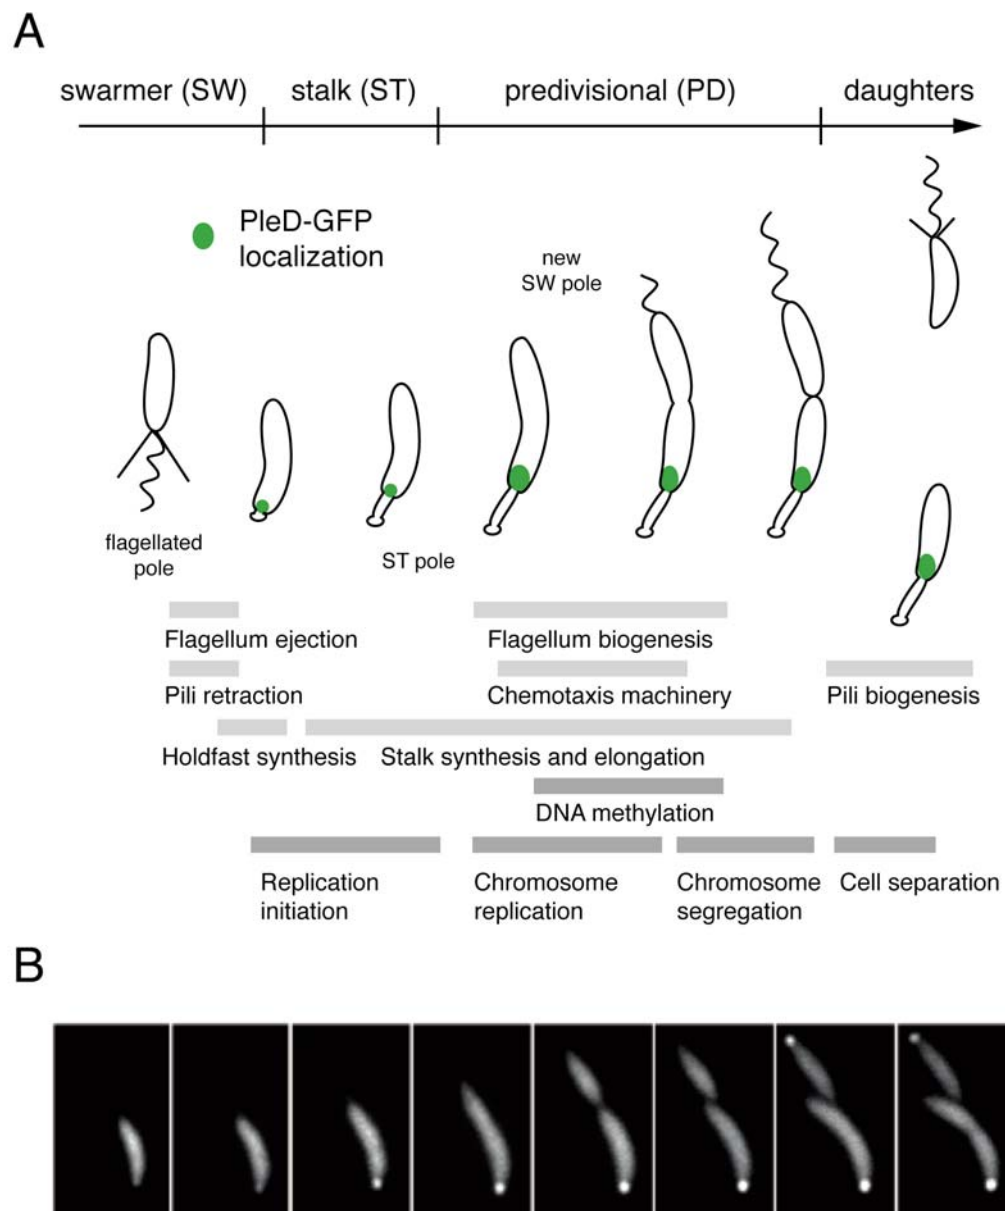 A
swarmer (SW) stalk (ST) predivisional (PD) daughters
PleD-GFP
localization
new
SW pole
flagellated
pole
ST pole
Flagellum ejection Flagellum biogenesis
Pili retraction Chemotaxis machinery Pili biogenesis
Holdfast synthesis Stalk synthesis and elongation
DNA methylation
Replication
initiation
Chromosome
replication
Chromosome
segregation
Cell separation
B